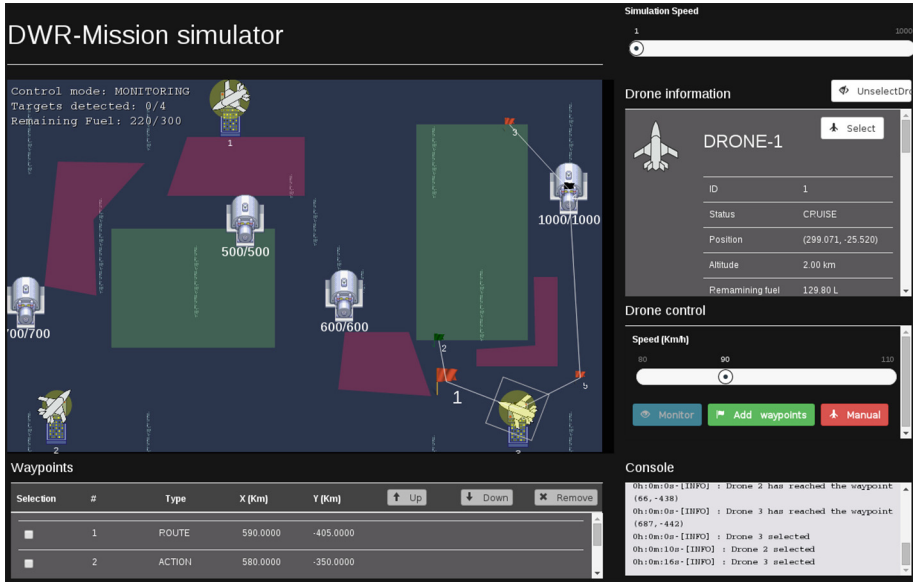 Simulation Speed
DWR-Mission simulator
1
1000
Control mode: MONITORING
Targets detected: 0/4
Remaining Fuel: 220/300
1
3
1000/1000
500/500
600/600
00/700
2
1
5
2
Drone information
UnselectDro
DRONE-1
Select
ID 1
Status CRUISE
Position (299.071, -25.520)
Altitude 2.00 km
Remamining fuel 129.80 L
Drone control
Speed (Km/h)
80 90 110
Monitor
Add waypoints
Manual
Waypoints
Selection # Type X (Km) Y (Km) Up Down Remove
1 ROUTE 590.0000 -405.0000
2 ACTION 580.0000 -350.0000
Console
0h:0m:0s-[INFO] : Drone 2 has reached the waypoint
(66,-438)
0h:0m:0s-[INFO] : Drone 3 has reached the waypoint
(687,-442)
0h:0m:0s-[INFO] : Drone 3 selected
0h:0m:10s-[INFO] : Drone 2 selected
0h:0m:16s-[INFO] : Drone 3 selected